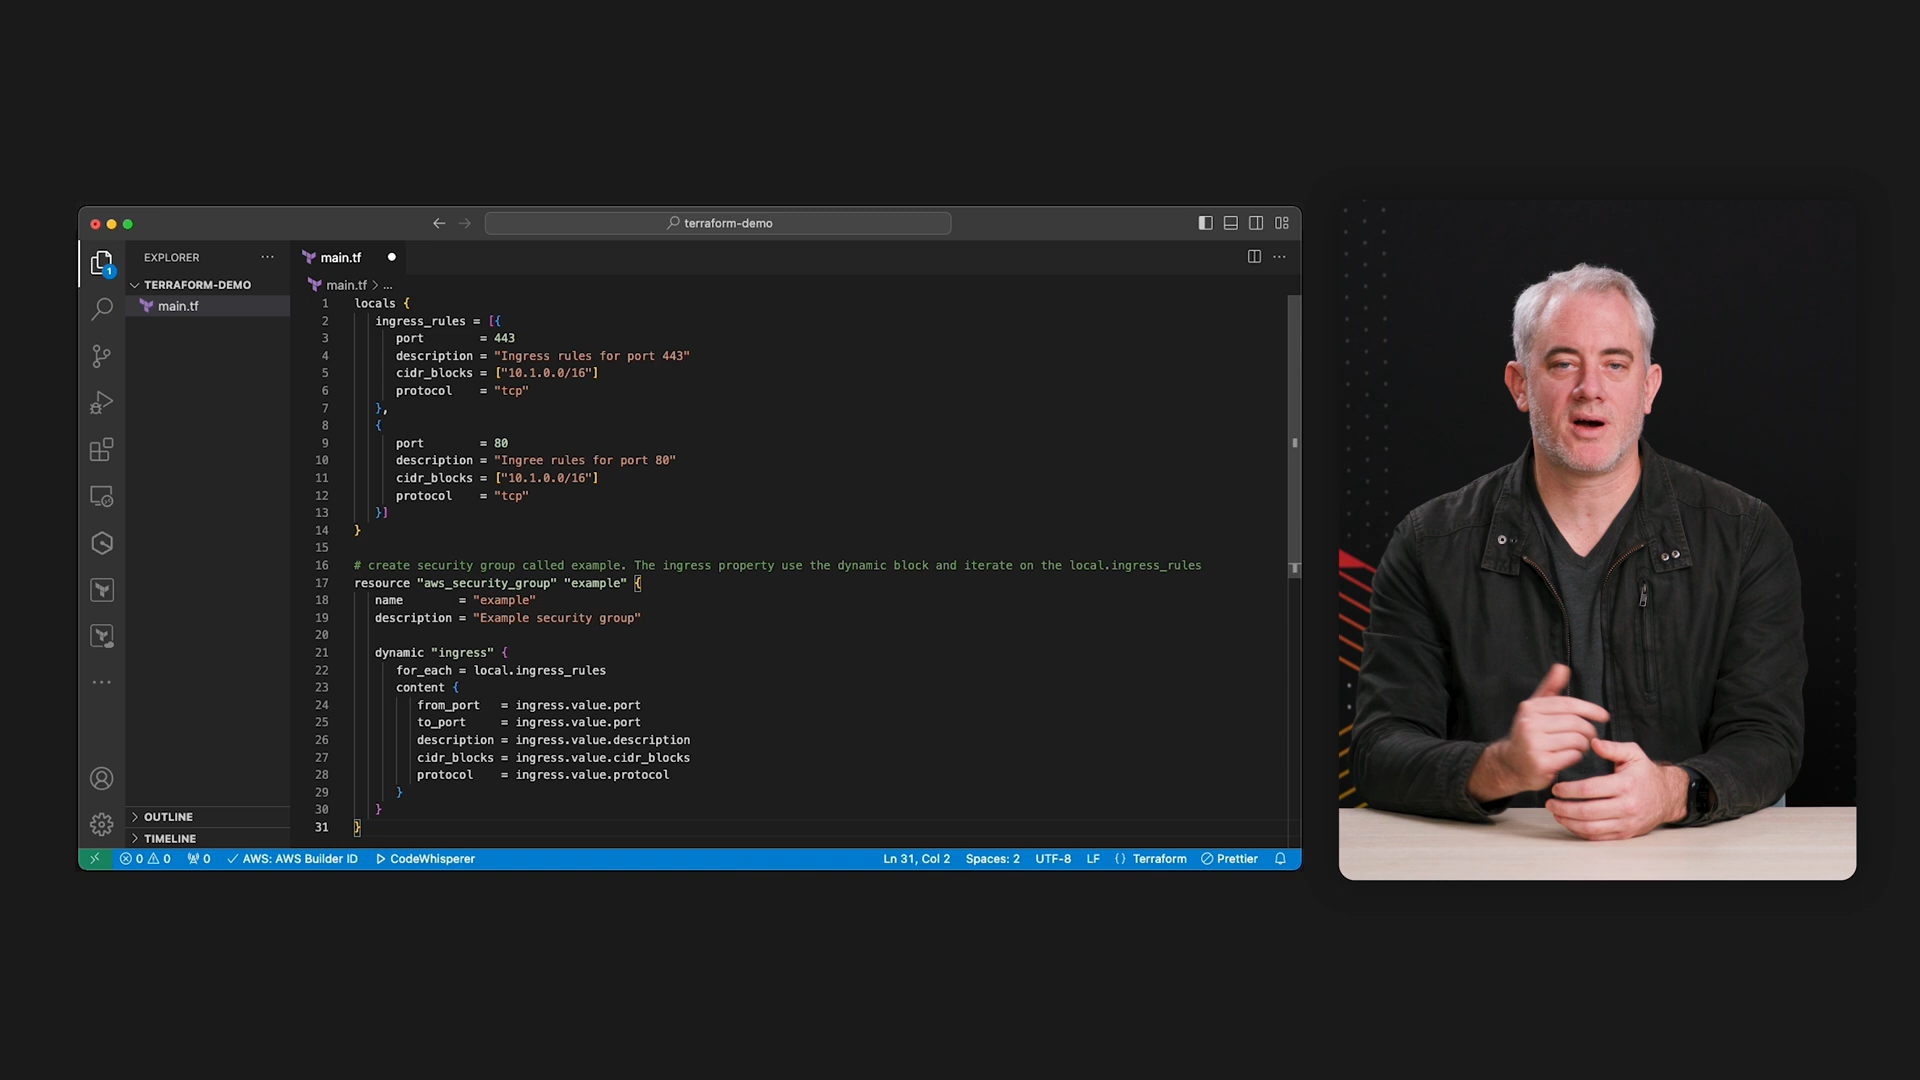 terraform-demo
EXPLORER
TERRAFORM-DEMO
main.tf
OUTLINE
TIMELINE
1
main.tf
main.tf > ...
1 locals {
2 ingress_rules = [{
3 port = 443
4 description = "Ingress rules for port 443"
5 cidr_blocks = ["10.1.0.0/16"]
6 protocol = "tcp"
7 },
8 {
9 port = 80
10 description = "Ingree rules for port 80"
11 cidr_blocks = ["10.1.0.0/16"]
12 protocol = "tcp"
13 }]
14 }
15
16 # create security group called example. The ingress property use the dynamic block and iterate on the local.ingress_rules
17 resource "aws_security_group" "example" {
18 name = "example"
19 description = "Example security group"
20
21 dynamic "ingress" {
22 for_each = local.ingress_rules
23 content {
24 from_port = ingress.value.port
25 to_port = ingress.value.port
26 description = ingress.value.description
27 cidr_blocks = ingress.value.cidr_blocks
28 protocol = ingress.value.protocol
29 }
30 }
31 }
0 0 0 AWS: AWS Builder ID CodeWhisperer Ln 31, Col 2 Spaces: 2 UTF-8 LF {} Terraform Prettier